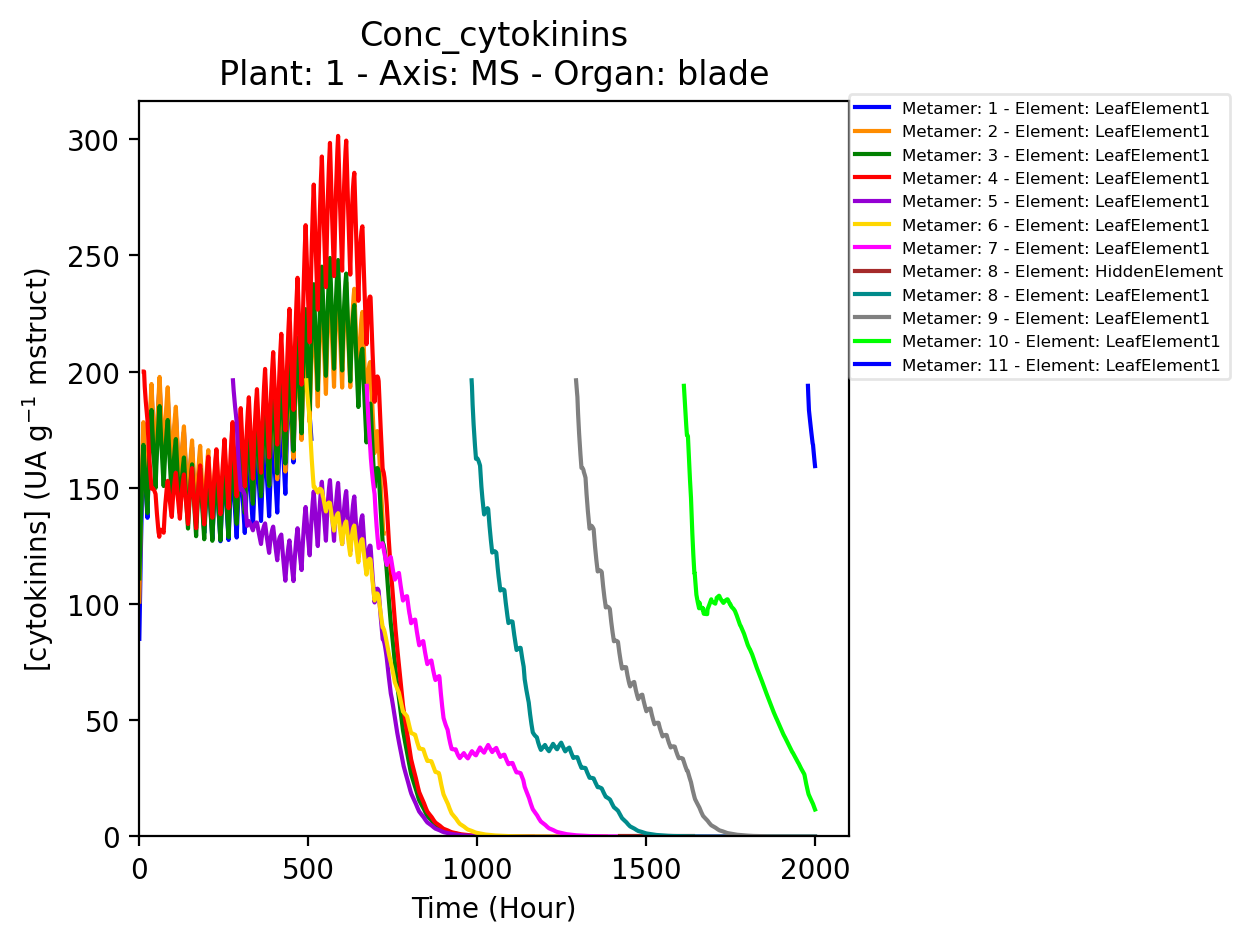 Conc_cytokinins
Plant: 1 - Axis: MS - Organ: blade
[cytokinins] (UA g⁻¹ mstruct)
300
250
200
150
100
50
0
0 500 1000 1500 2000
Time (Hour)
Metamer: 1 - Element: LeafElement1
Metamer: 2 - Element: LeafElement1
Metamer: 3 - Element: LeafElement1
Metamer: 4 - Element: LeafElement1
Metamer: 5 - Element: LeafElement1
Metamer: 6 - Element: LeafElement1
Metamer: 7 - Element: LeafElement1
Metamer: 8 - Element: HiddenElement
Metamer: 8 - Element: LeafElement1
Metamer: 9 - Element: LeafElement1
Metamer: 10 - Element: LeafElement1
Metamer: 11 - Element: LeafElement1